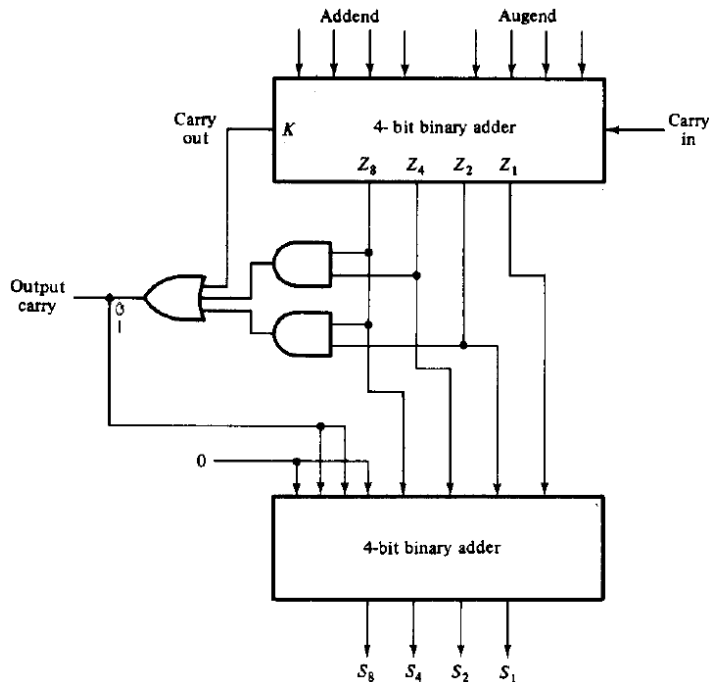 Addend Augend
Carry out
K 4- bit binary adder
Carry in
Z₈ Z₄ Z₂ Z₁
Output carry
0
1
0
4-bit binary adder
S₈ S₄ S₂ S₁